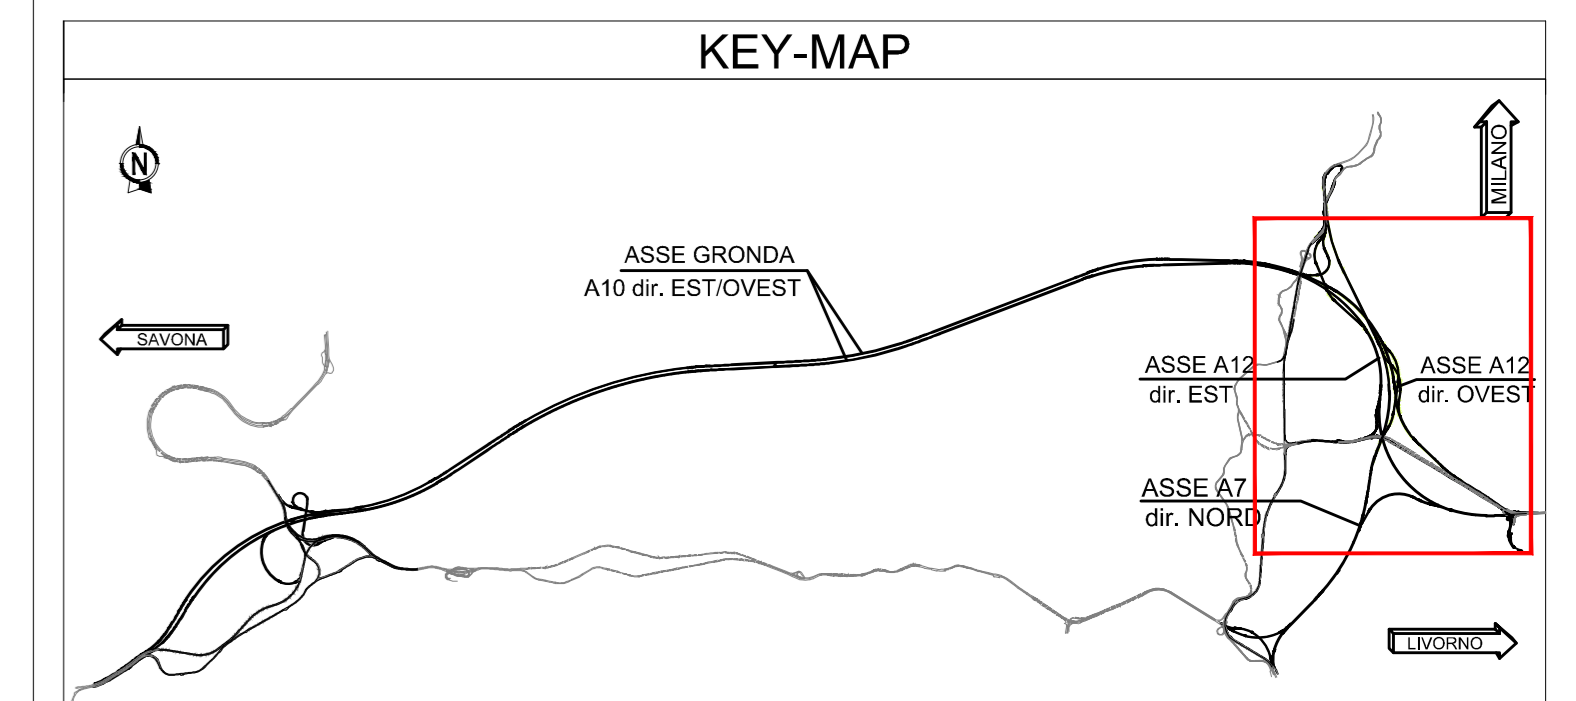 KEY-MAP
N
MILANO
ASSE GRONDA
A10 dir. EST/OVEST
SAVONA
ASSE A12
dir. EST
ASSE A12
dir. OVEST
ASSE A7
dir. NORD
LIVORNO